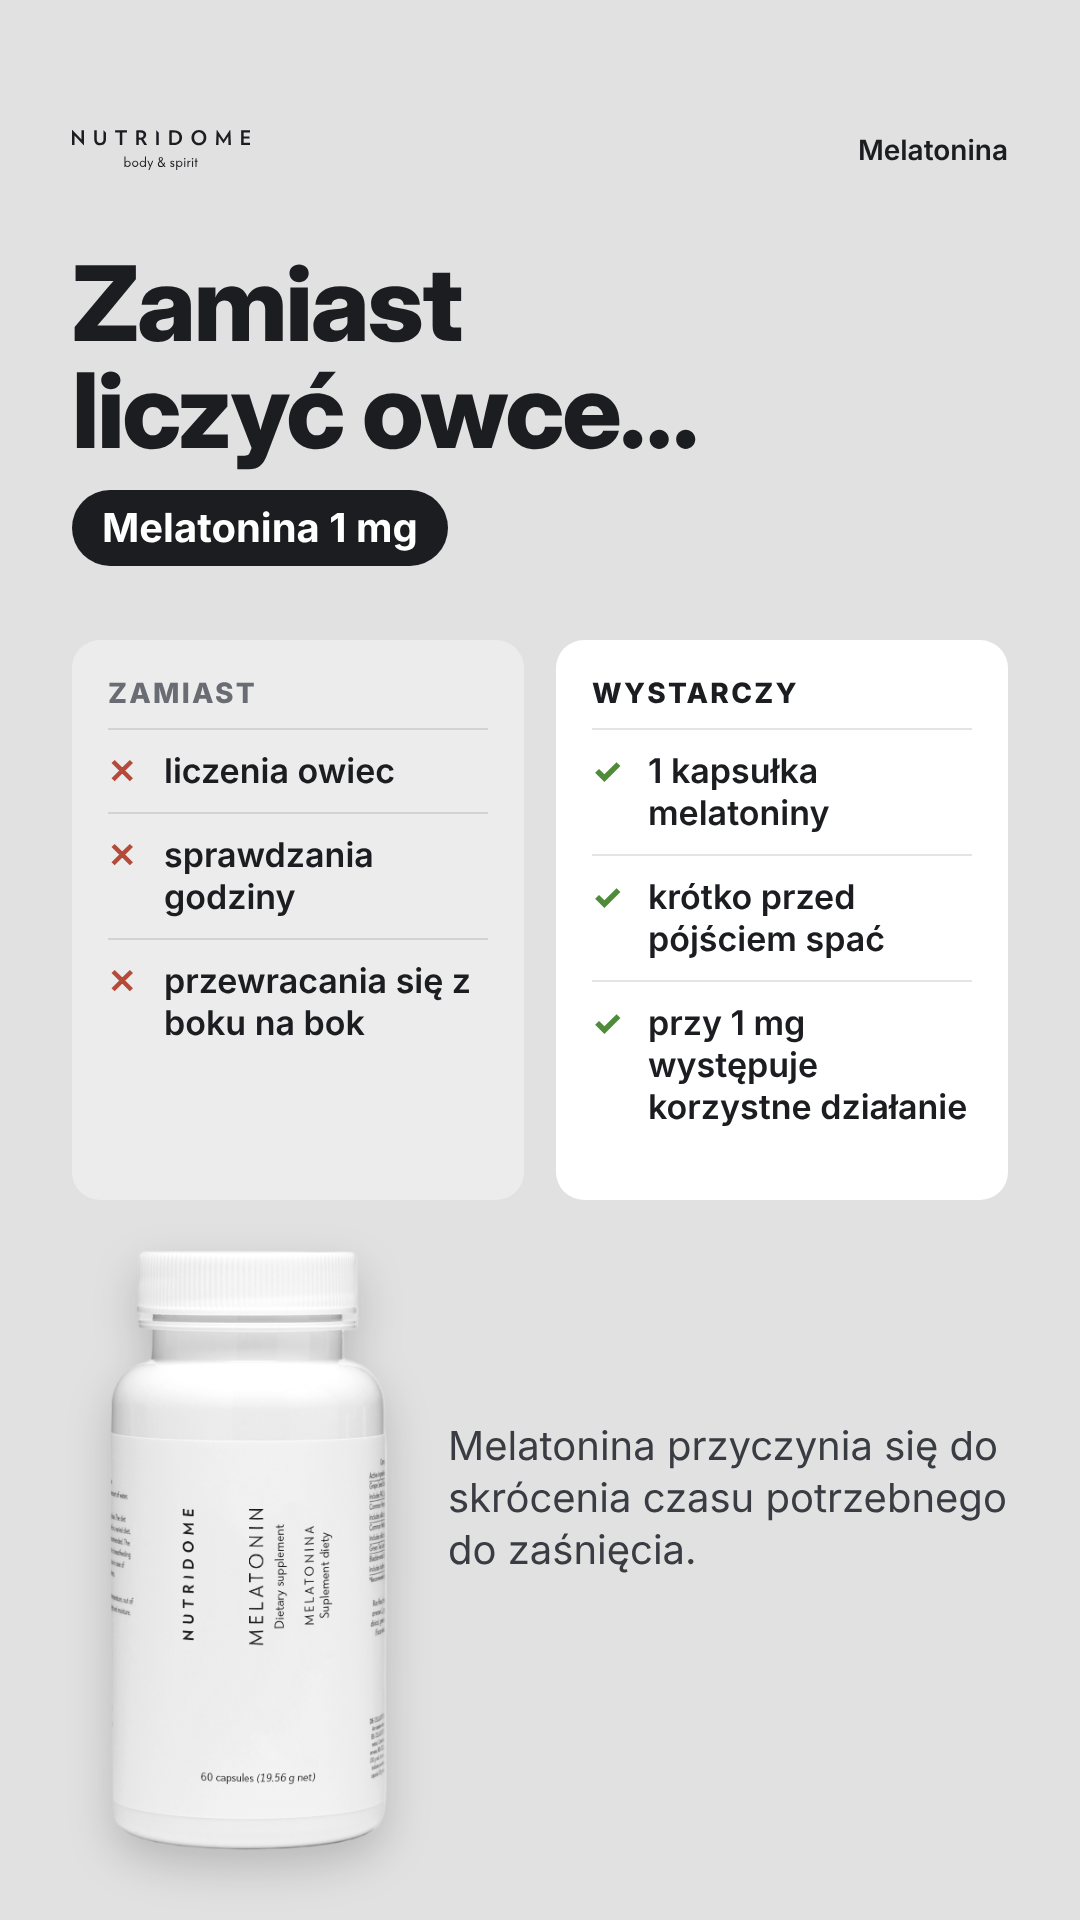 NUTRIDOME
body & spirit
Melatonina
Zamiast
liczyć owce...
Melatonina 1 mg
ZAMIAST
✕ liczenia owiec
✕ sprawdzania
godziny
✕ przewracania się z
boku na bok
WYSTARCZY
✓ 1 kapsułka
melatoniny
✓ krótko przed
pójściem spać
✓ przy 1 mg
występuje
korzystne działanie
NUTRIDOME
MELATONIN
Dietary supplement
MELATONINA
Suplement diety
60 capsules (19.56 g net)
Melatonina przyczynia się do
skrócenia czasu potrzebnego
do zaśnięcia.